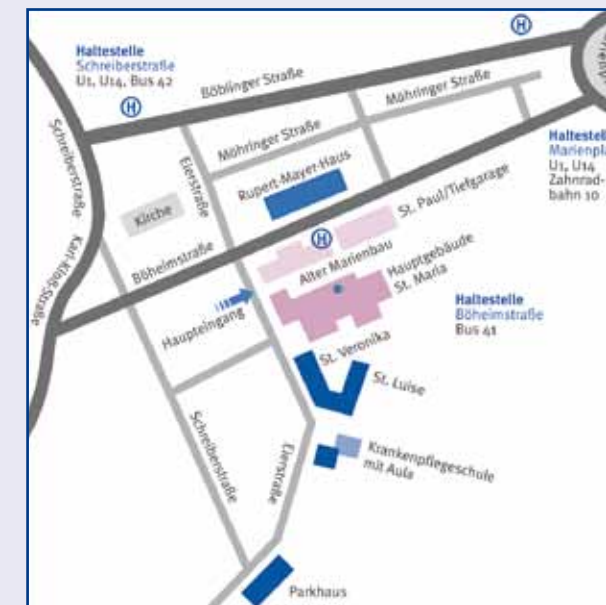 H
Haltestelle
Schreiberstraße
U1, U14, Bus 42
H
Böblinger Straße
Möhringer Straße
Möhringer Straße
Schreiberstraße
Eierstraße
Rupert-Mayer-Haus
Kirche
Haltestell
Marienpla
U1, U14
Zahnrad-
bahn 10
St. Paul/Tiefgarage
Karl-Kloß-Straße
Böheimstraße
H
Alter Marienbau
Hauptgebäude
St. Maria
Haupteingang
Haltestelle
Böheimstraße
Bus 41
St. Veronika
St. Luise
Schreiberstraße
Eierstraße
Krankenpflegeschule
mit Aula
Parkhaus